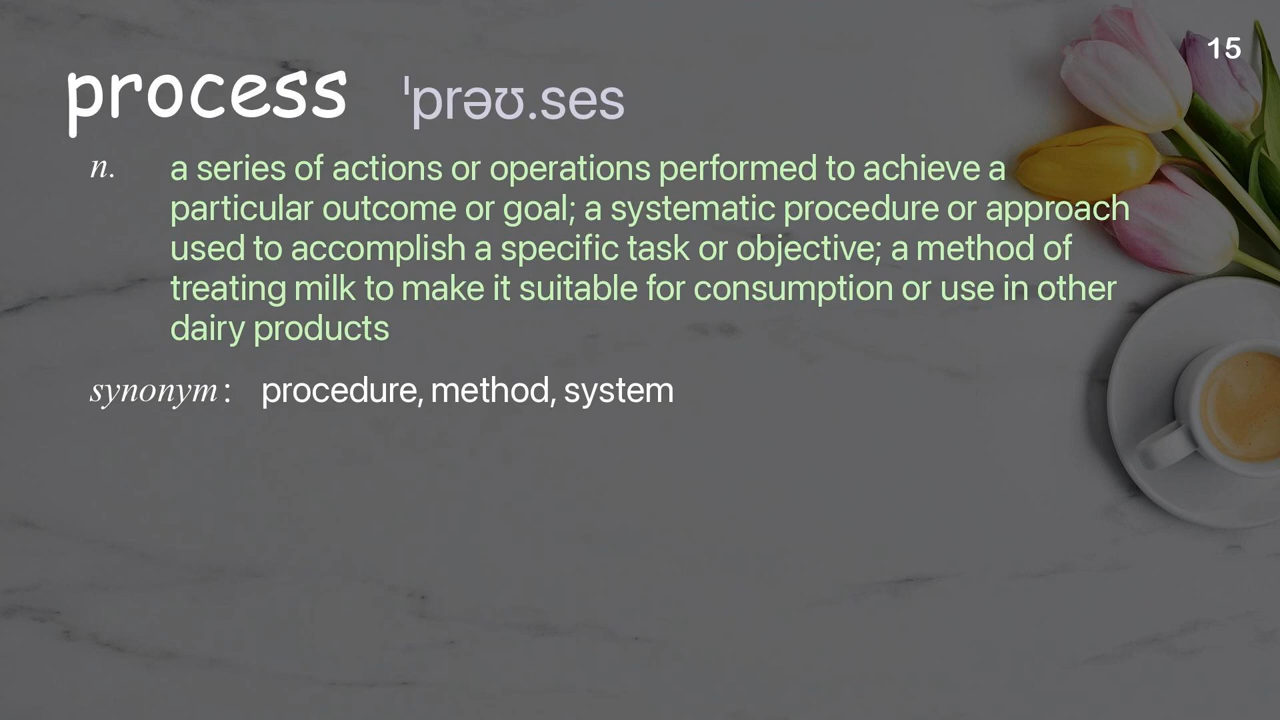 15
process ˈprəʊ.ses
n. a series of actions or operations performed to achieve a
particular outcome or goal; a systematic procedure or approach
used to accomplish a specific task or objective; a method of
treating milk to make it suitable for consumption or use in other
dairy products
synonym: procedure, method, system